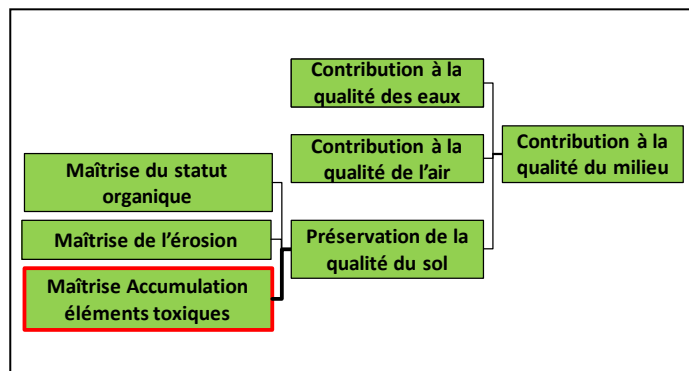 Contribution à la
qualité des eaux
Contribution à la
qualité de l'air
Contribution à la
qualité du milieu
Maîtrise du statut
organique
Maîtrise de l'érosion
Préservation de la
qualité du sol
Maîtrise Accumulation
éléments toxiques